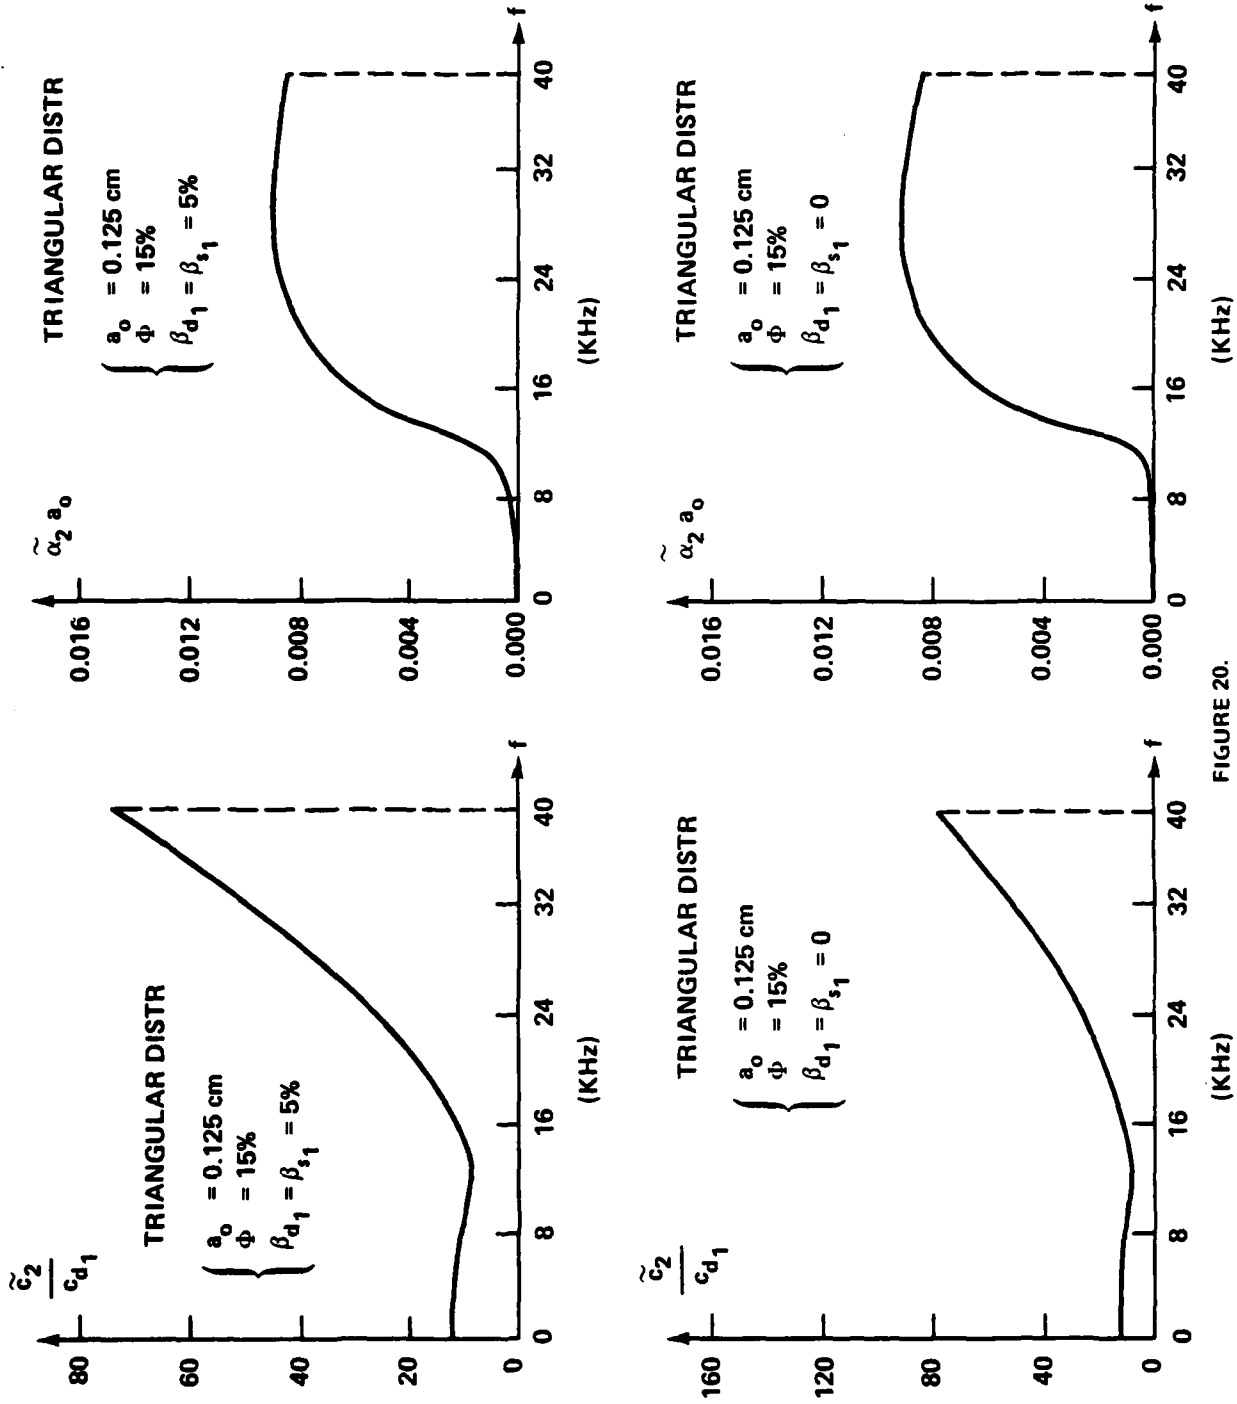 c̃₂ / c_d₁
80
60
40
20
0
TRIANGULAR DISTR
a_o = 0.125 cm
Φ = 15%
β_d₁ = β_s₁ = 5%
0 8 16 24 32 40 f
(KHz)
α̃₂ a_o
0.016
0.012
0.008
0.004
0.000
TRIANGULAR DISTR
a_o = 0.125 cm
Φ = 15%
β_d₁ = β_s₁ = 5%
0 8 16 24 32 40 f
(KHz)
c̃₂ / c_d₁
160
120
80
40
0
TRIANGULAR DISTR
a_o = 0.125 cm
Φ = 15%
β_d₁ = β_s₁ = 0
0 8 16 24 32 40 f
(KHz)
α̃₂ a_o
0.016
0.012
0.008
0.004
0.000
TRIANGULAR DISTR
a_o = 0.125 cm
Φ = 15%
β_d₁ = β_s₁ = 0
0 8 16 24 32 40 f
(KHz)
FIGURE 20.